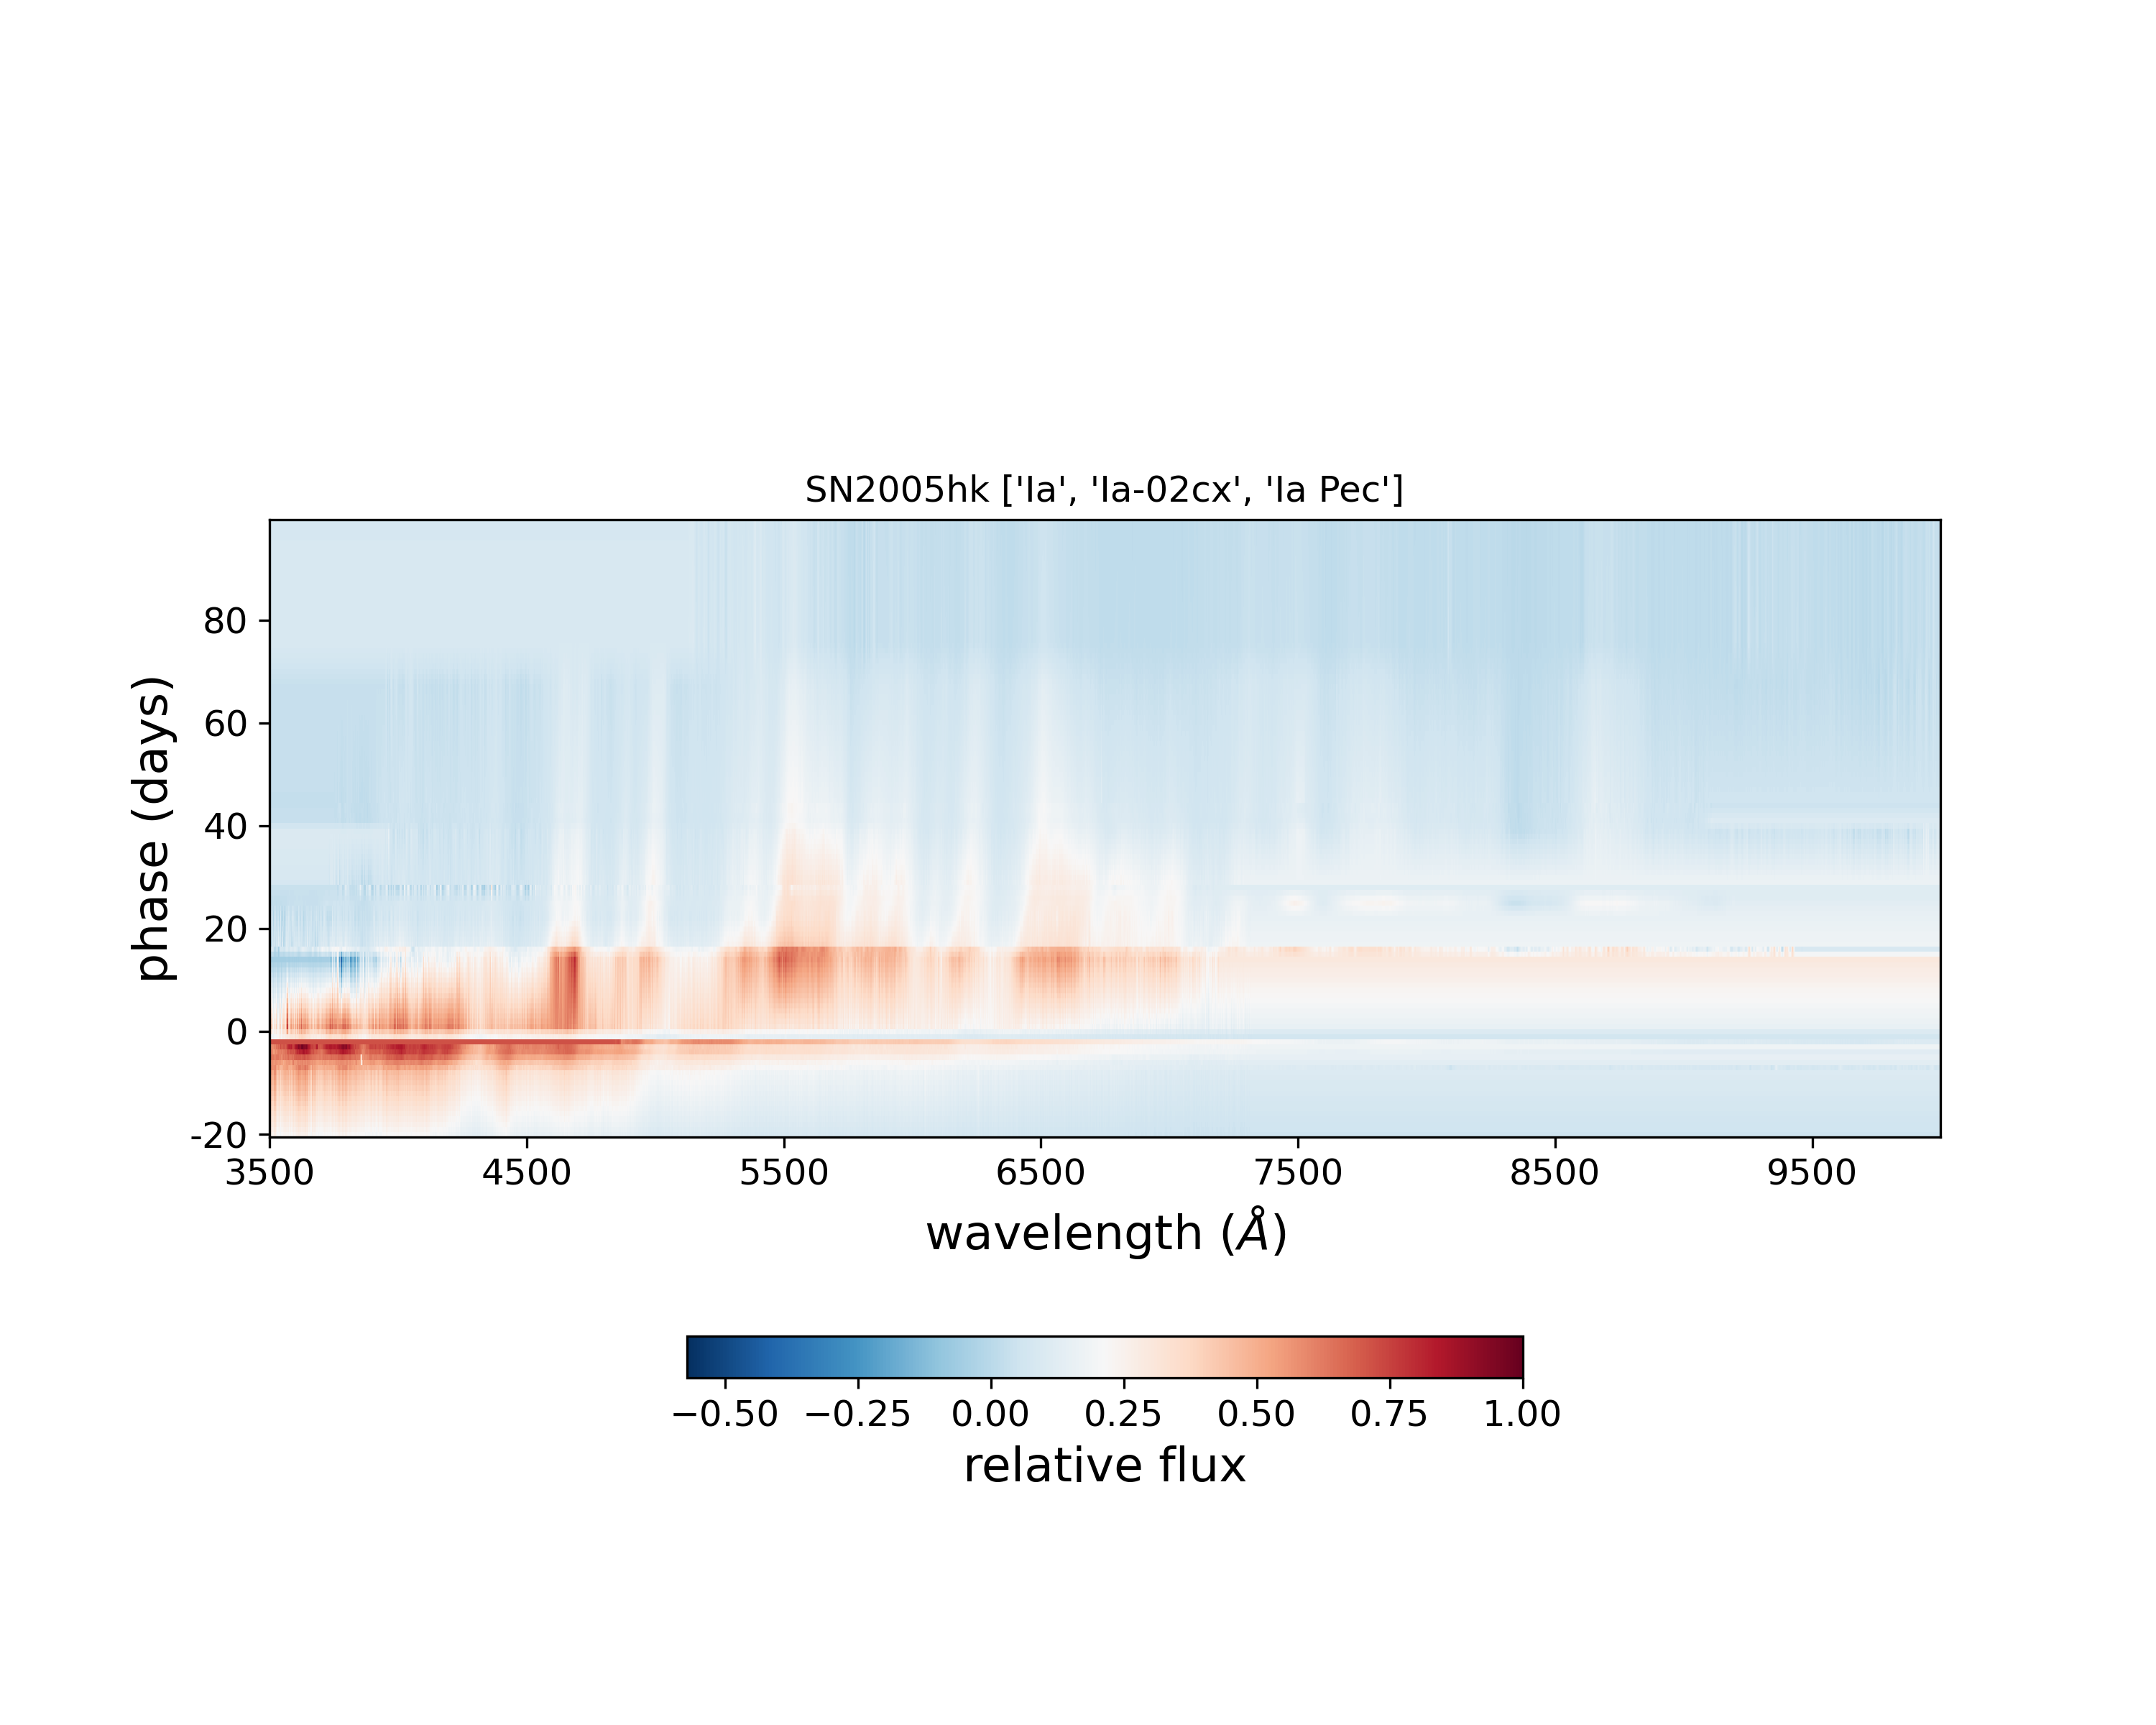 SN2005hk ['Ia', 'Ia-02cx', 'Ia Pec']
phase (days)
80
60
40
20
0
-20
3500 4500 5500 6500 7500 8500 9500
wavelength (Å)
−0.50 −0.25 0.00 0.25 0.50 0.75 1.00
relative flux